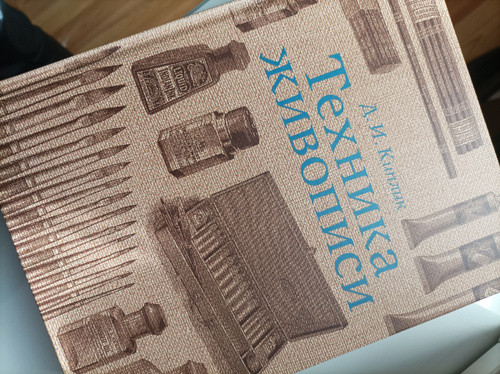 Д. И. Киплик
Техника
живописи